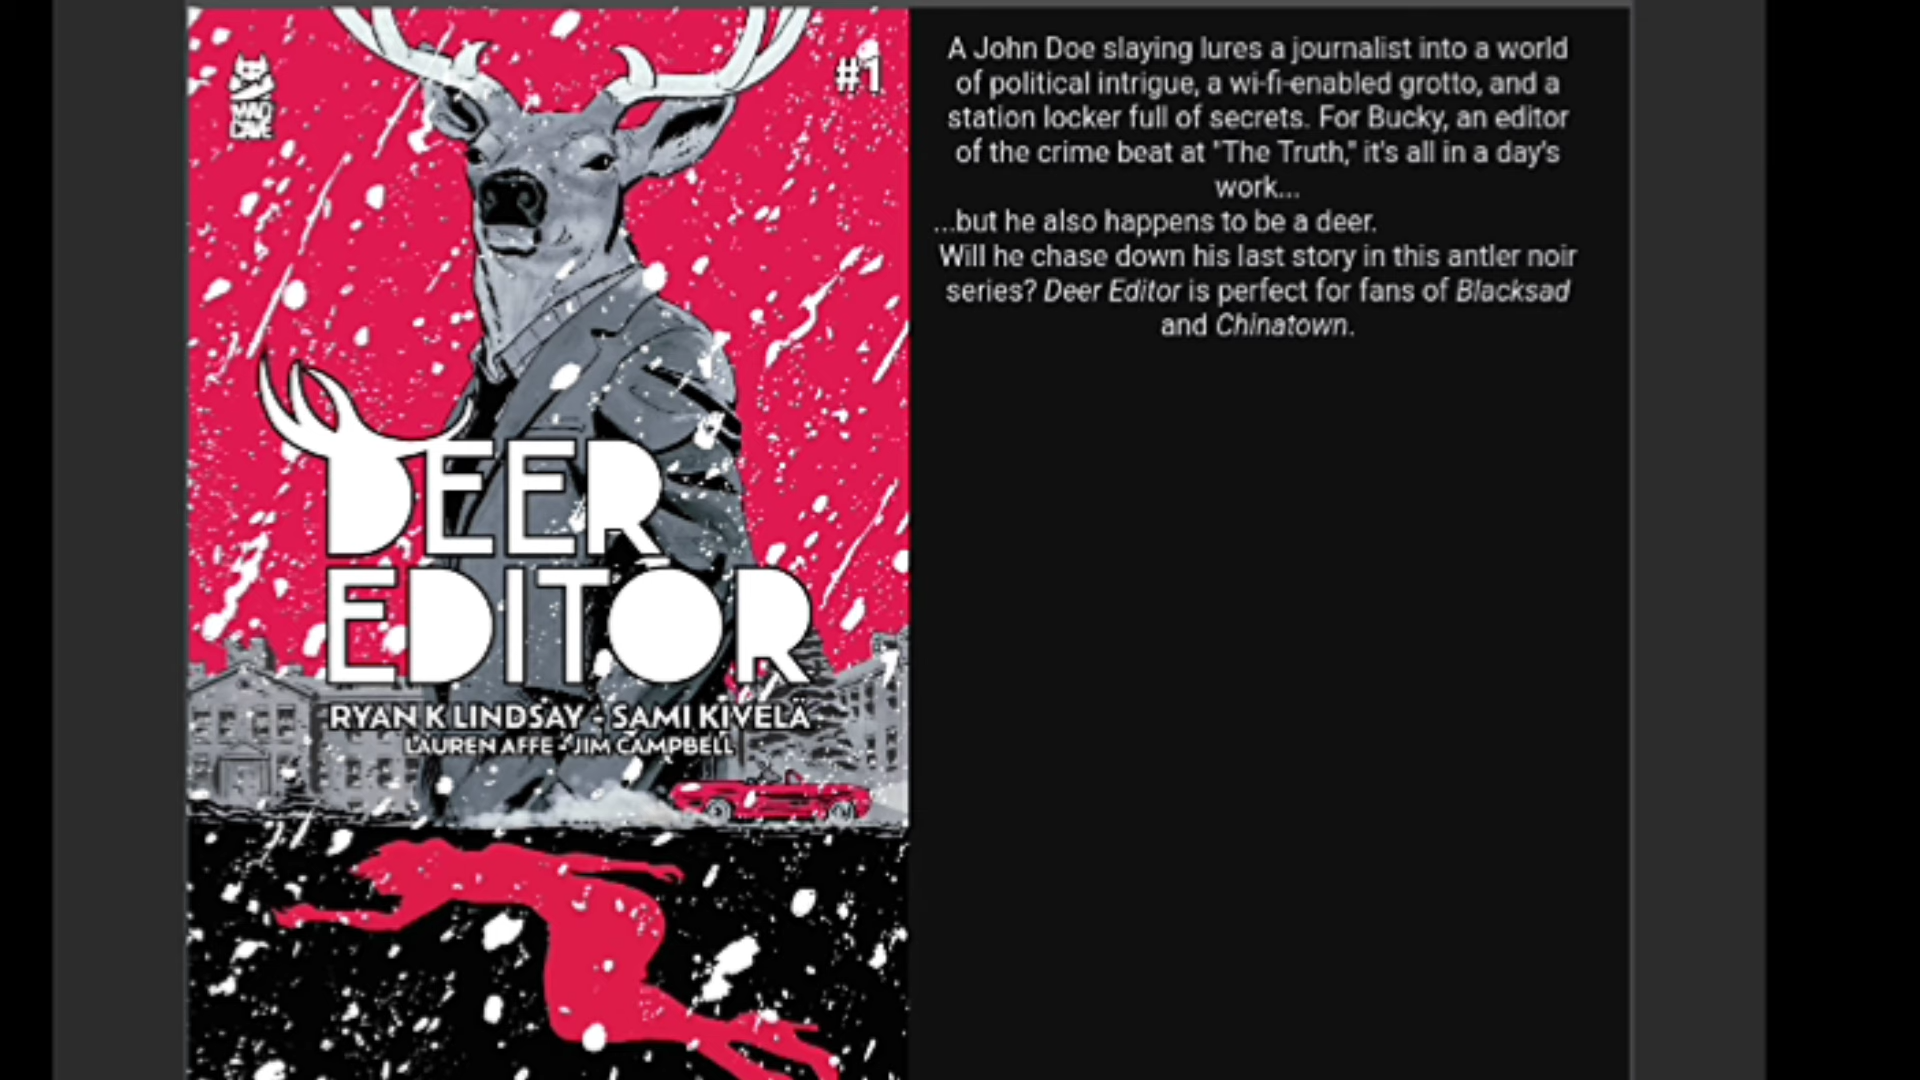 MAD
CAVE
#1
DEER
EDITOR
RYAN K LINDSAY - SAMI KIVELÄ
LAUREN AFFE - JIM CAMPBELL
A John Doe slaying lures a journalist into a world
of political intrigue, a wi-fi-enabled grotto, and a
station locker full of secrets. For Bucky, an editor
of the crime beat at "The Truth," it's all in a day's
work...
...but he also happens to be a deer.
Will he chase down his last story in this antler noir
series? Deer Editor is perfect for fans of Blacksad
and Chinatown.